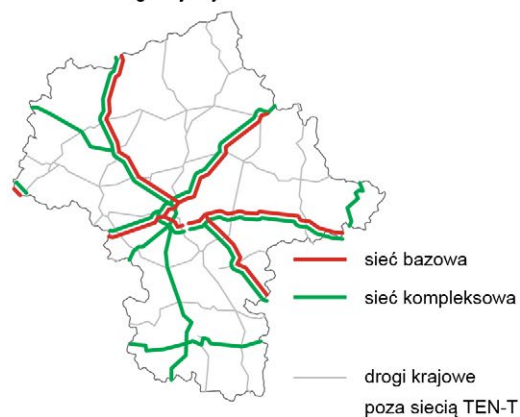 sieć bazowa
sieć kompleksowa
drogi krajowe
poza siecią TEN-T